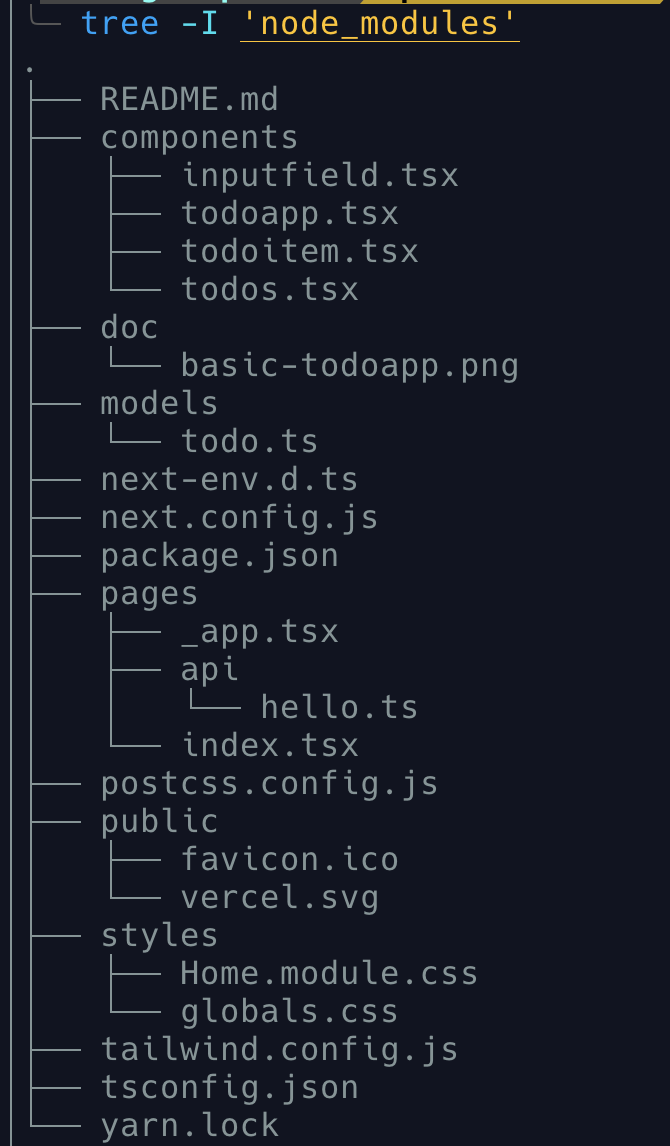 tree -I 'node_modules'
.
├── README.md
├── components
│   ├── inputfield.tsx
│   ├── todoapp.tsx
│   ├── todoitem.tsx
│   └── todos.tsx
├── doc
│   └── basic-todoapp.png
├── models
│   └── todo.ts
├── next-env.d.ts
├── next.config.js
├── package.json
├── pages
│   ├── _app.tsx
│   ├── api
│   │   └── hello.ts
│   └── index.tsx
├── postcss.config.js
├── public
│   ├── favicon.ico
│   └── vercel.svg
├── styles
│   ├── Home.module.css
│   └── globals.css
├── tailwind.config.js
├── tsconfig.json
└── yarn.lock